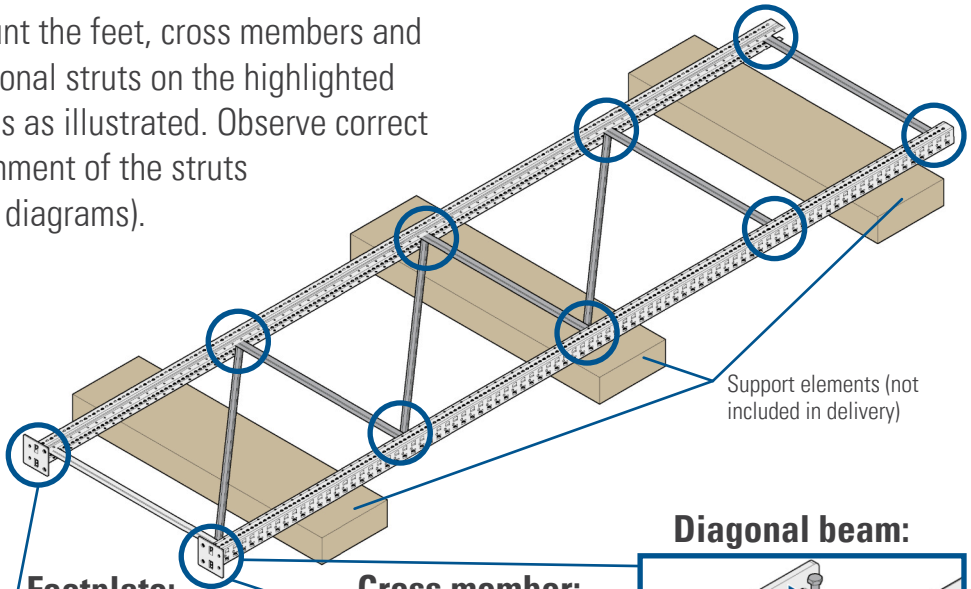 unt the feet, cross members and
onal struts on the highlighted
s as illustrated. Observe correct
nment of the struts
diagrams).
Support elements (not
included in delivery)
Diagonal beam:
Footplate:
Cross member: